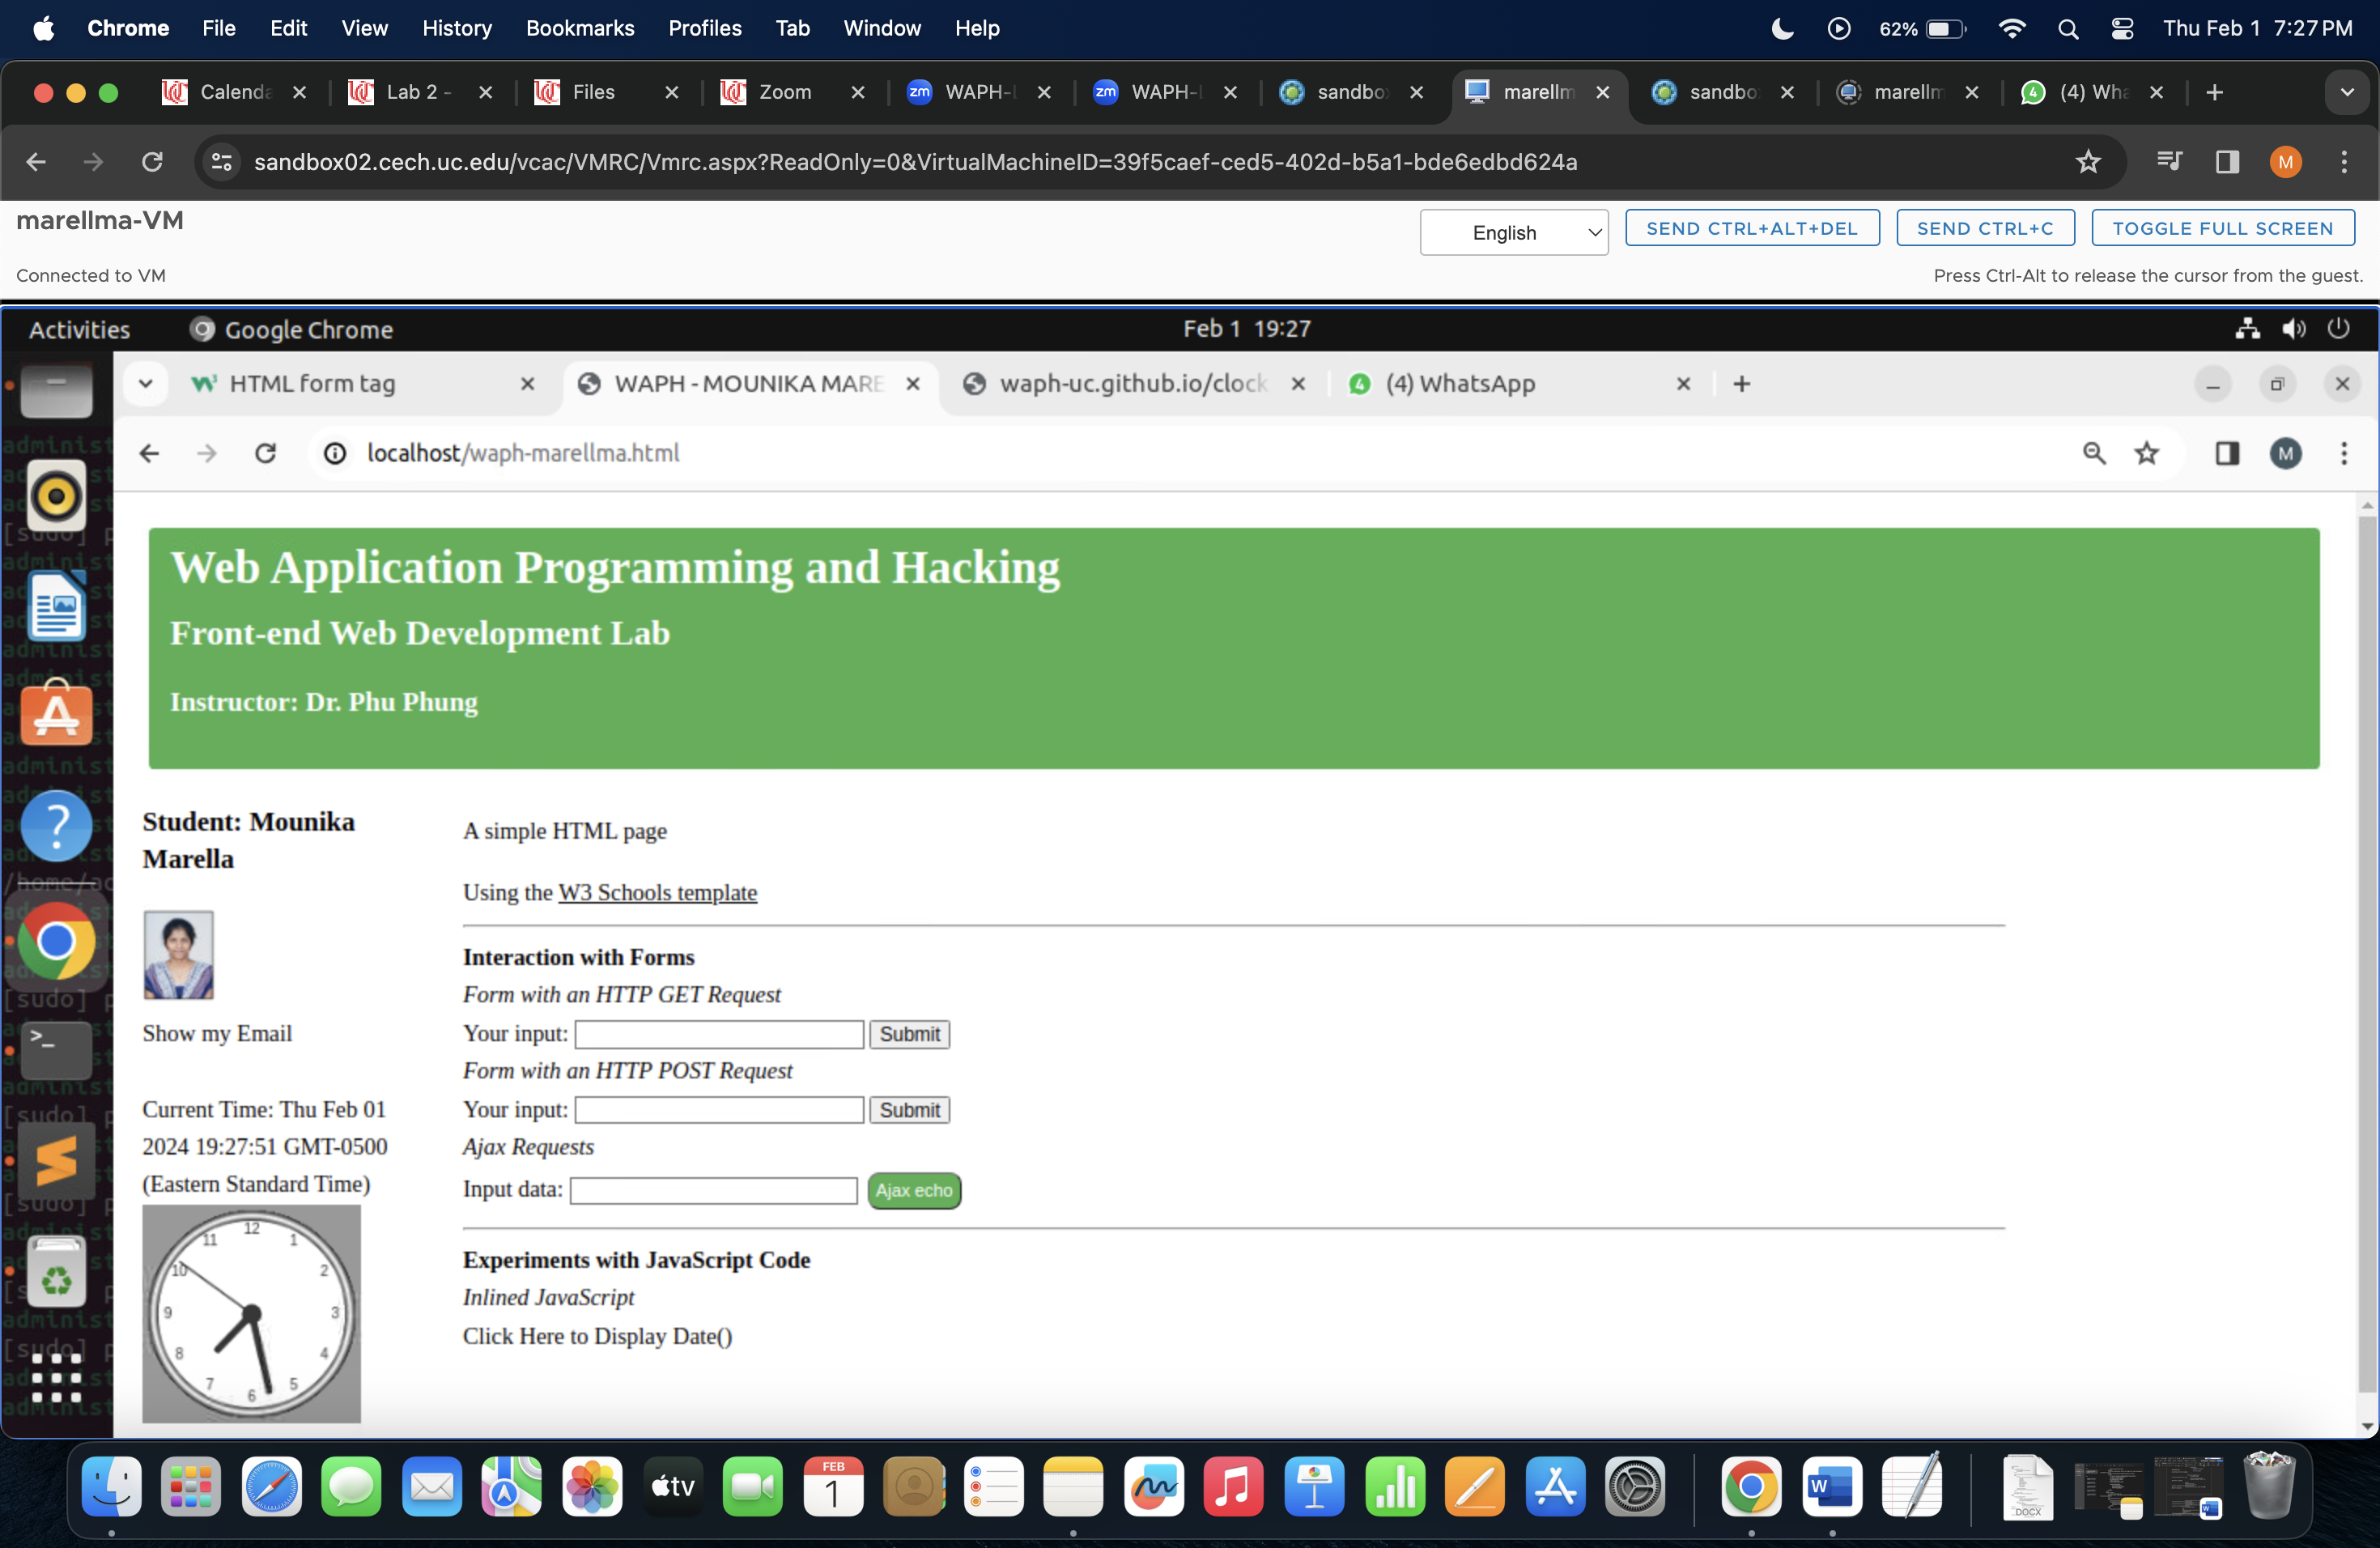 Chrome File Edit View History Bookmarks Profiles Tab Window Help 62% Thu Feb 1 7:27 PM
Calenda Lab 2 - Files Zoom WAPH-L WAPH-L sandbo marellm sandbo marellm (4) Wha
sandbox02.cech.uc.edu/vcac/VMRC/Vmrc.aspx?ReadOnly=0&VirtualMachineID=39f5caef-ced5-402d-b5a1-bde6edbd624a M
marellma-VM English SEND CTRL+ALT+DEL SEND CTRL+C TOGGLE FULL SCREEN
Connected to VM Press Ctrl-Alt to release the cursor from the guest.
Activities Google Chrome Feb 1 19:27
HTML form tag WAPH - MOUNIKA MARE waph-uc.github.io/clock (4) WhatsApp
localhost/waph-marellma.html M
Web Application Programming and Hacking
Front-end Web Development Lab
Instructor: Dr. Phu Phung
Student: Mounika
Marella
Show my Email
Current Time: Thu Feb 01
2024 19:27:51 GMT-0500
(Eastern Standard Time)
12
11 1
10 2
9 3
8 4
7 5
6
A simple HTML page
Using the W3 Schools template
Interaction with Forms
Form with an HTTP GET Request
Your input: Submit
Form with an HTTP POST Request
Your input: Submit
Ajax Requests
Input data: Ajax echo
Experiments with JavaScript Code
Inlined JavaScript
Click Here to Display Date()
tv FEB
1
DOCX